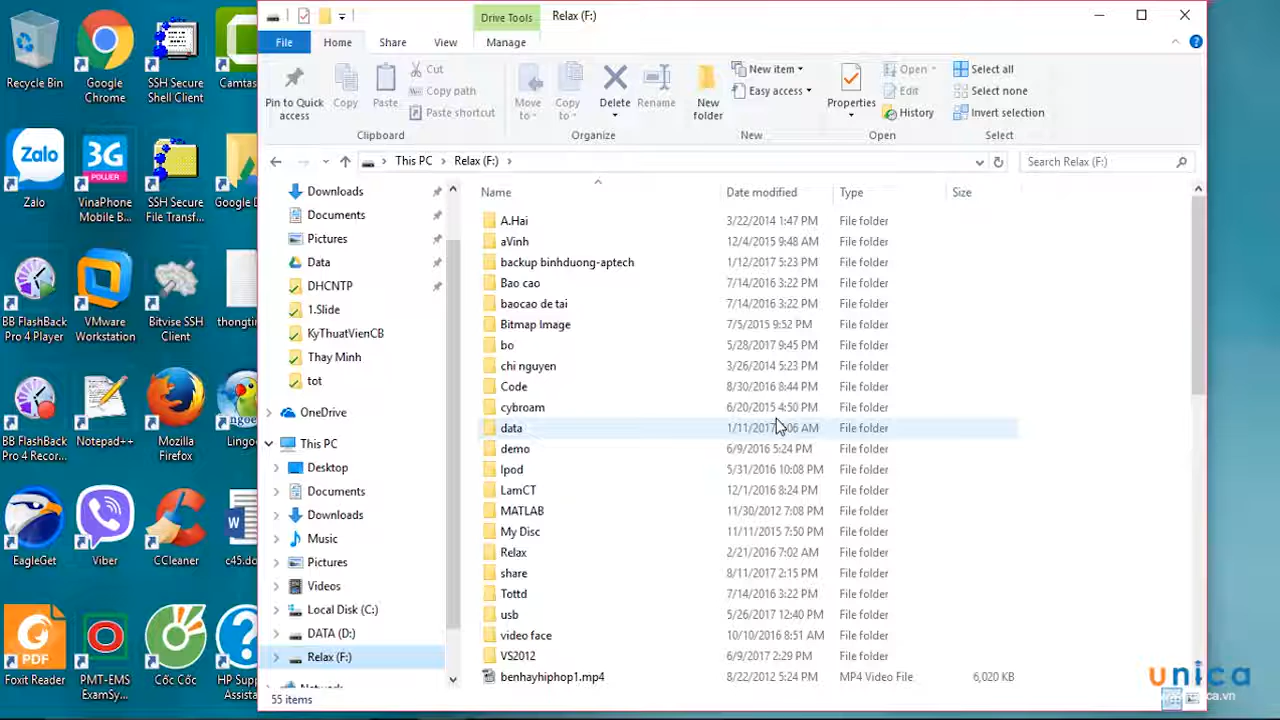 Recycle Bin
Google Chrome
SSH Secure Shell Client
Camtas
Zalo
Zalo
3G
POWER
VinaPhone Mobile B...
SSH Secure File Transf...
Google D
BB FlashBack Pro 4 Player
VMware Workstation
Bitvise SSH Client
thongtin
BB FlashBack Pro 4 Recor...
Notepad++
Mozilla Firefox
Lingoe
EagleGet
Viber
CCleaner
c45.do
PDF
Foxit Reader
PMT-EMS ExamSy...
Cốc Cốc
HP Supp Assista
Drive Tools
Relax (F:)
File
Home
Share
View
Manage
Pin to Quick access
Copy
Paste
Cut
Copy path
Paste shortcut
Clipboard
Move to
Copy to
Delete
Rename
Organize
New folder
New item
Easy access
New
Properties
Open
Edit
History
Open
Select all
Select none
Invert selection
Select
This PC > Relax (F:) >
Search Relax (F:)
Downloads
Documents
Pictures
Data
DHCNTP
1.Slide
KyThuatVienCB
Thay Minh
tot
OneDrive
This PC
Desktop
Documents
Downloads
Music
Pictures
Videos
Local Disk (C:)
DATA (D:)
Relax (F:)
Network
Name Date modified Type Size
A.Hai 3/22/2014 1:47 PM File folder
aVinh 12/4/2015 9:48 AM File folder
backup binhduong-aptech 1/12/2017 5:23 PM File folder
Bao cao 7/14/2016 3:22 PM File folder
baocao de tai 7/14/2016 3:22 PM File folder
Bitmap Image 7/5/2015 9:52 PM File folder
bo 5/28/2017 9:45 PM File folder
chi nguyen 3/26/2014 5:23 PM File folder
Code 8/30/2016 8:44 PM File folder
cybroam 6/20/2015 4:50 PM File folder
data 1/11/2017 :06 AM File folder
demo 6/9/2016 5:24 PM File folder
Ipod 5/31/2016 10:08 PM File folder
LamCT 12/1/2016 8:24 PM File folder
MATLAB 11/30/2012 7:08 PM File folder
My Disc 11/11/2015 7:50 PM File folder
Relax 2/21/2016 7:02 AM File folder
share 8/11/2017 2:15 PM File folder
Tottd 7/14/2016 3:22 PM File folder
usb 5/26/2017 12:40 PM File folder
video face 10/10/2016 8:51 AM File folder
VS2012 6/9/2017 2:29 PM File folder
benhayhiphop1.mp4 8/22/2012 5:24 PM MP4 Video File 6,020 KB
55 items
unica
ca.vn